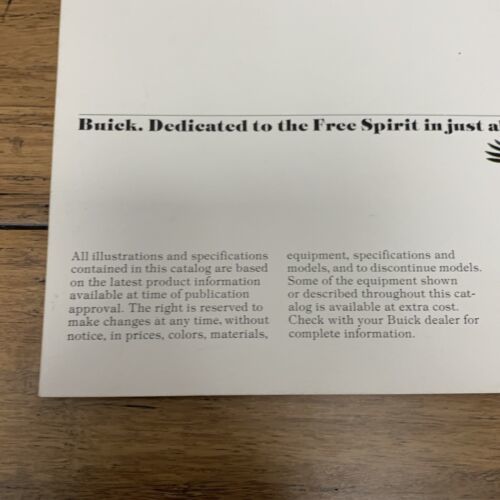 Buick. Dedicated to the Free Spirit in just
All illustrations and specifications
contained in this catalog are based
on the latest product information
available at time of publication
approval. The right is reserved to
make changes at any time, without
notice, in prices, colors, materials,
equipment, specifications and
models, and to discontinue models.
Some of the equipment shown
or described throughout this cat-
alog is available at extra cost.
Check with your Buick dealer for
complete information.